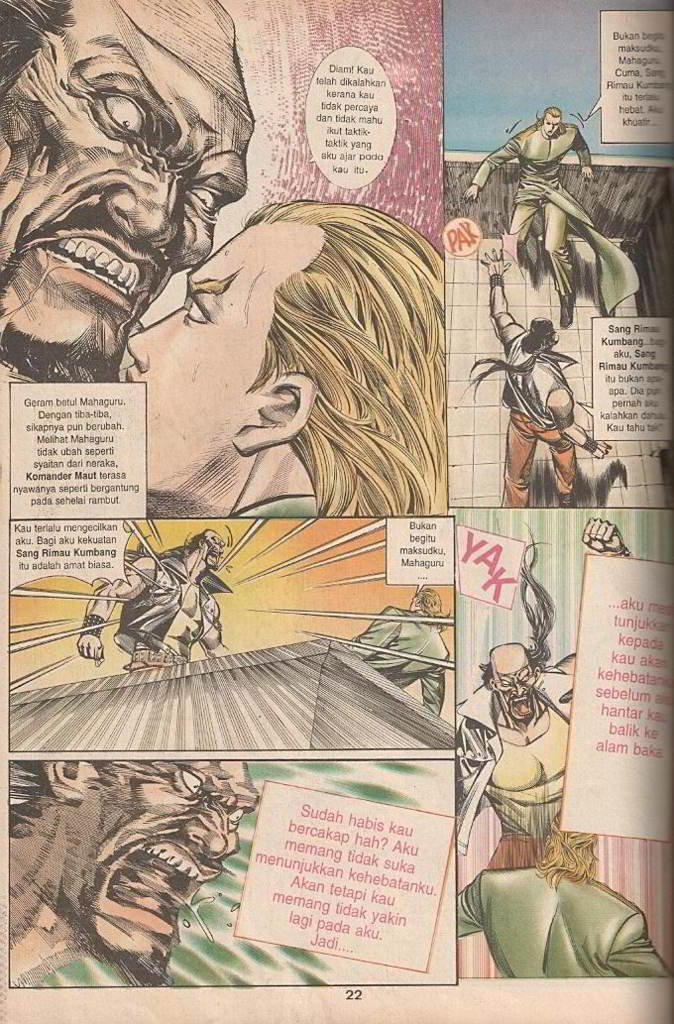 Diam! Kau
telah dikalahkan
kerana kau
tidak percaya
dan tidak mahu
ikut taktik-
taktik yang
aku ajar pada
kau itu.
Geram betul Mahaguru.
Dengan tiba-tiba,
sikapnya pun berubah.
Melihat Mahaguru
tidak ubah seperti
syaitan dari neraka,
Komander Maut terasa
nyawanya seperti bergantung
pada sehelai rambut.
Bukan begitu
maksudku,
Mahaguru.
Cuma, Sang
Rimau Kumbang
itu terlalu
hebat. Aku
khuatir....
PAK
Sang Rimau
Kumbang...bagi
aku, Sang
Rimau Kumbang
itu bukan apa-
apa. Dia pun
pernah aku
kalahkan dahulu.
Kau tahu tak?
Kau terlalu mengecilkan
aku. Bagi aku kekuatan
Sang Rimau Kumbang
itu adalah amat biasa.
Bukan
begitu
maksudku,
Mahaguru
....
Sudah habis kau
bercakap hah? Aku
memang tidak suka
menunjukkan kehebatanku.
Akan tetapi kau
memang tidak yakin
lagi pada aku.
Jadi....
YAK
...aku
tunjukkan
kepada
kau akan
kehebatanku
sebelum aku
hantar kau
balik ke
alam baka.
22